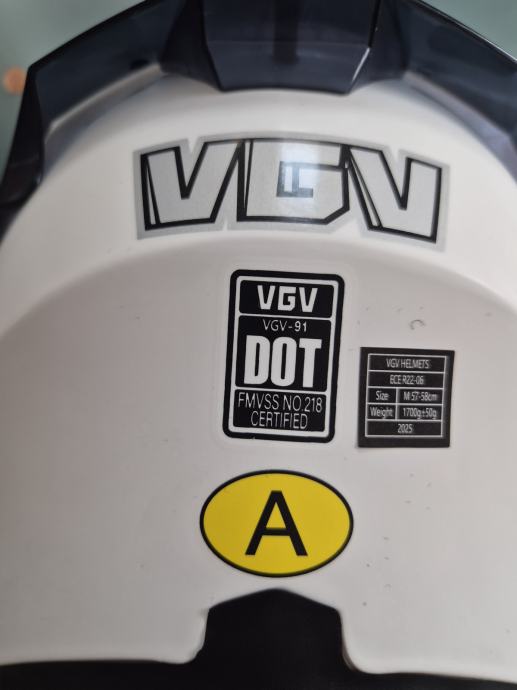 VGV
VGV
VGV-91
DOT
FMVSS NO.218
CERTIFIED
VGV HELMETS
ECE R22-06
Size M 57-58cm
Weight 1700g±50g
2025
A